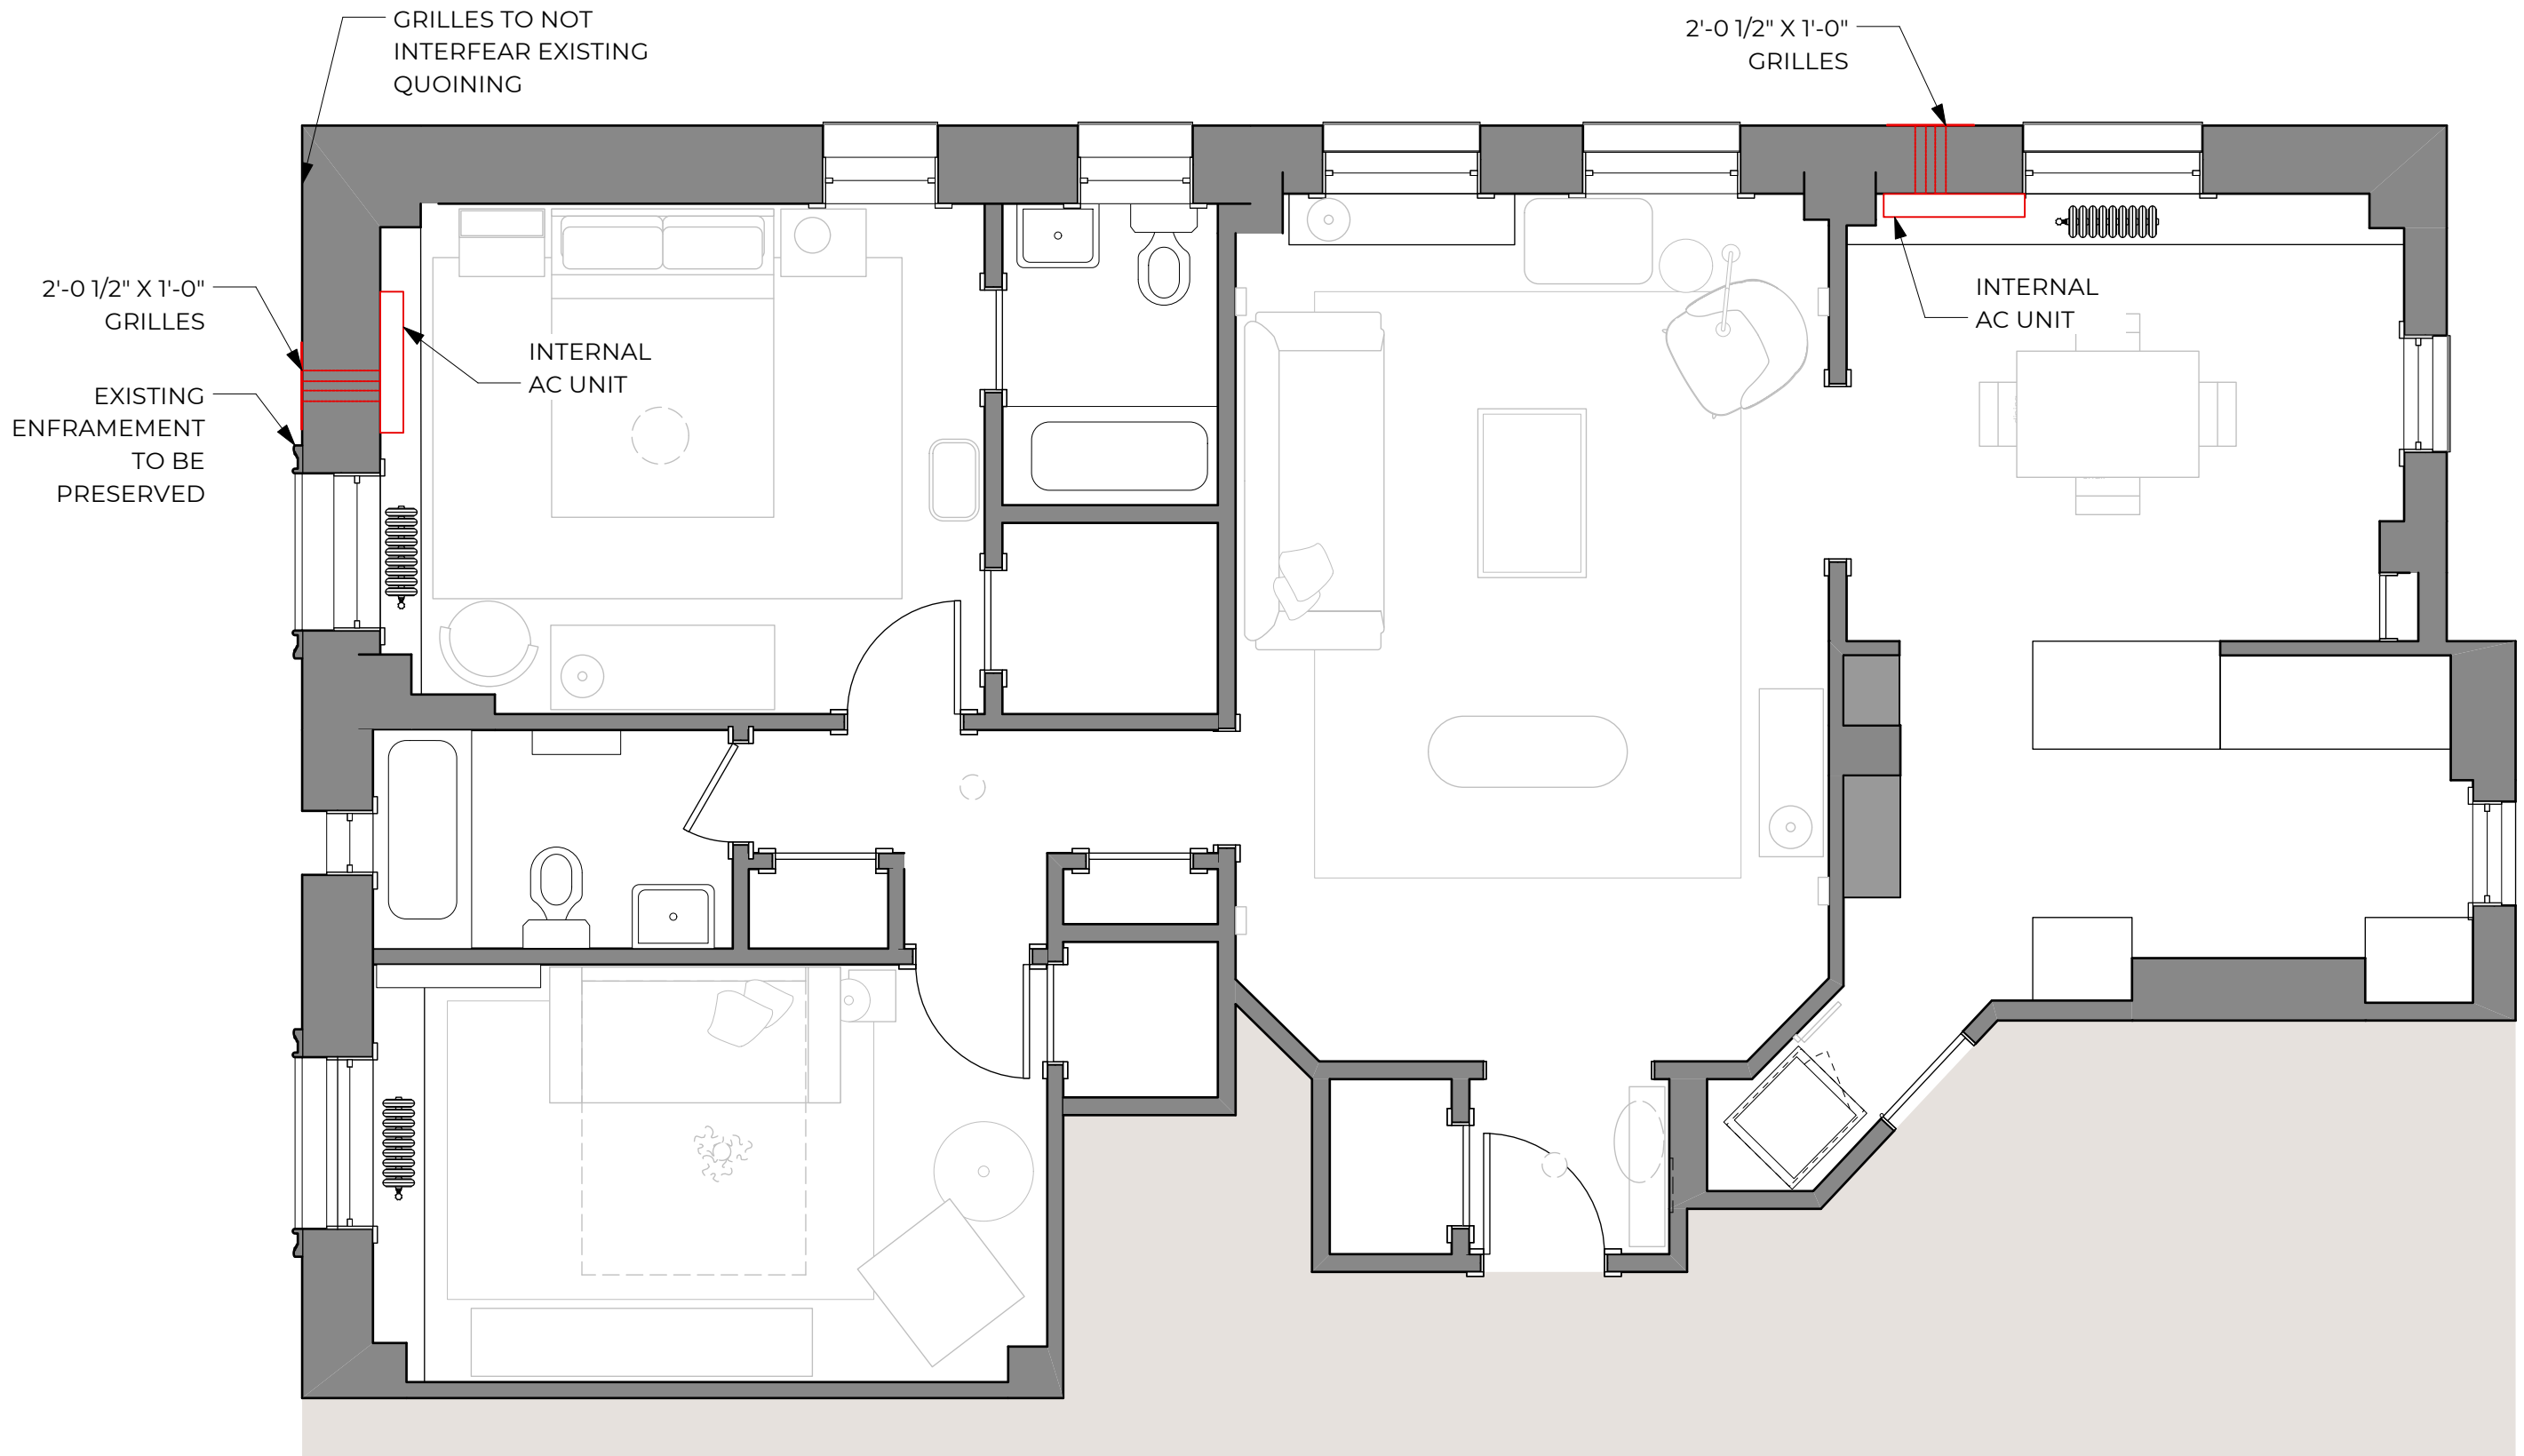 GRILLES TO NOT
INTERFEAR EXISTING
QUOINING
2'-0 1/2" X 1'-0"
GRILLES
2'-0 1/2" X 1'-0"
GRILLES
INTERNAL
AC UNIT
INTERNAL
AC UNIT
EXISTING
ENFRAMEMENT
TO BE
PRESERVED